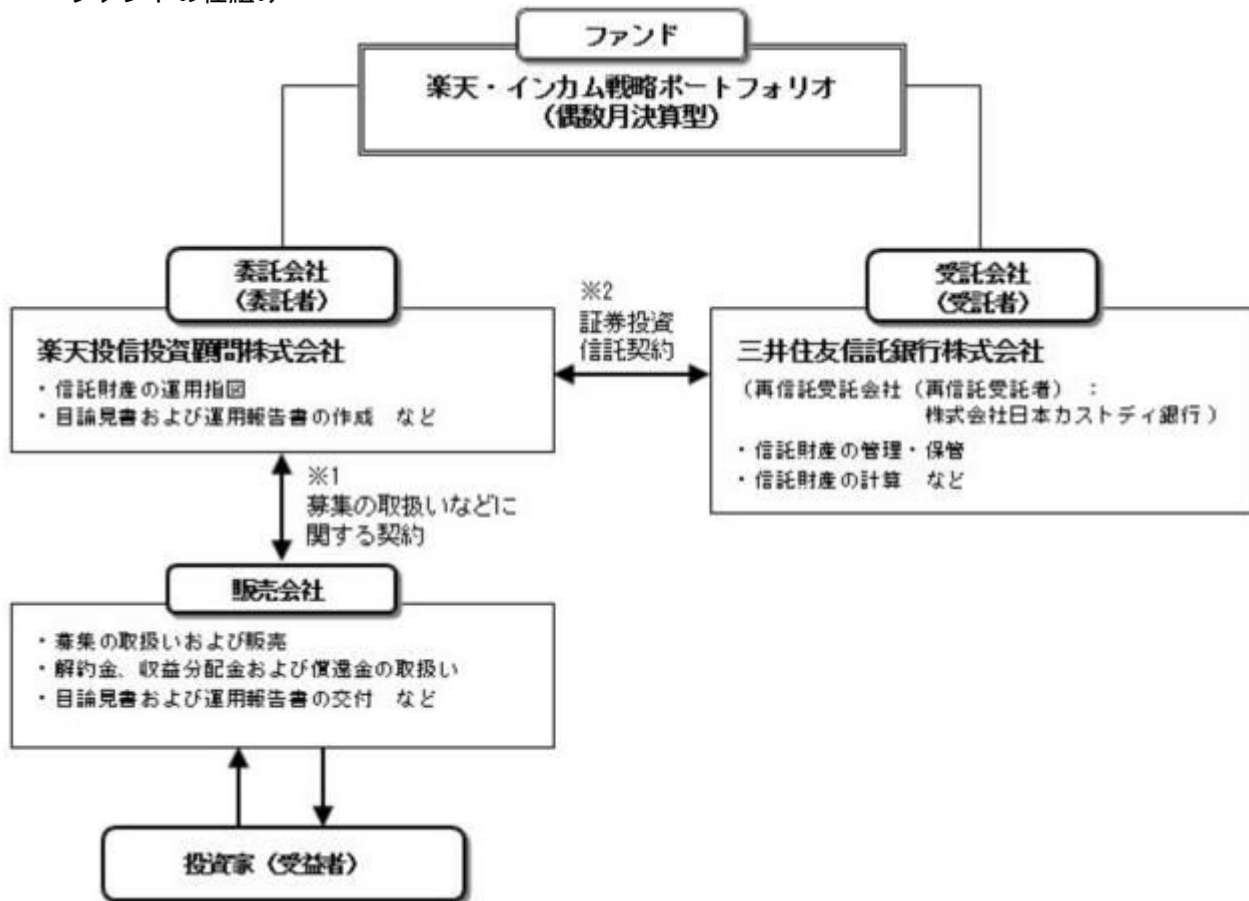 ファンドの仕組み
ファンド
楽天・インカム戦略ポートフォリオ
（偶数月決算型）
委託会社
（委託者）
楽天投信投資顧問株式会社
・信託財産の運用指図
・目論見書および運用報告書の作成　など
※2
証券投資
信託契約
受託会社
（受託者）
三井住友信託銀行株式会社
（再信託受託会社（再信託受託者）　：
株式会社日本カストディ銀行）
・信託財産の管理・保管
・信託財産の計算　など
※1
募集の取扱いなどに
関する契約
販売会社
・募集の取扱いおよび販売
・解約金、収益分配金および償還金の取扱い
・目論見書および運用報告書の交付　など
投資家（受益者）